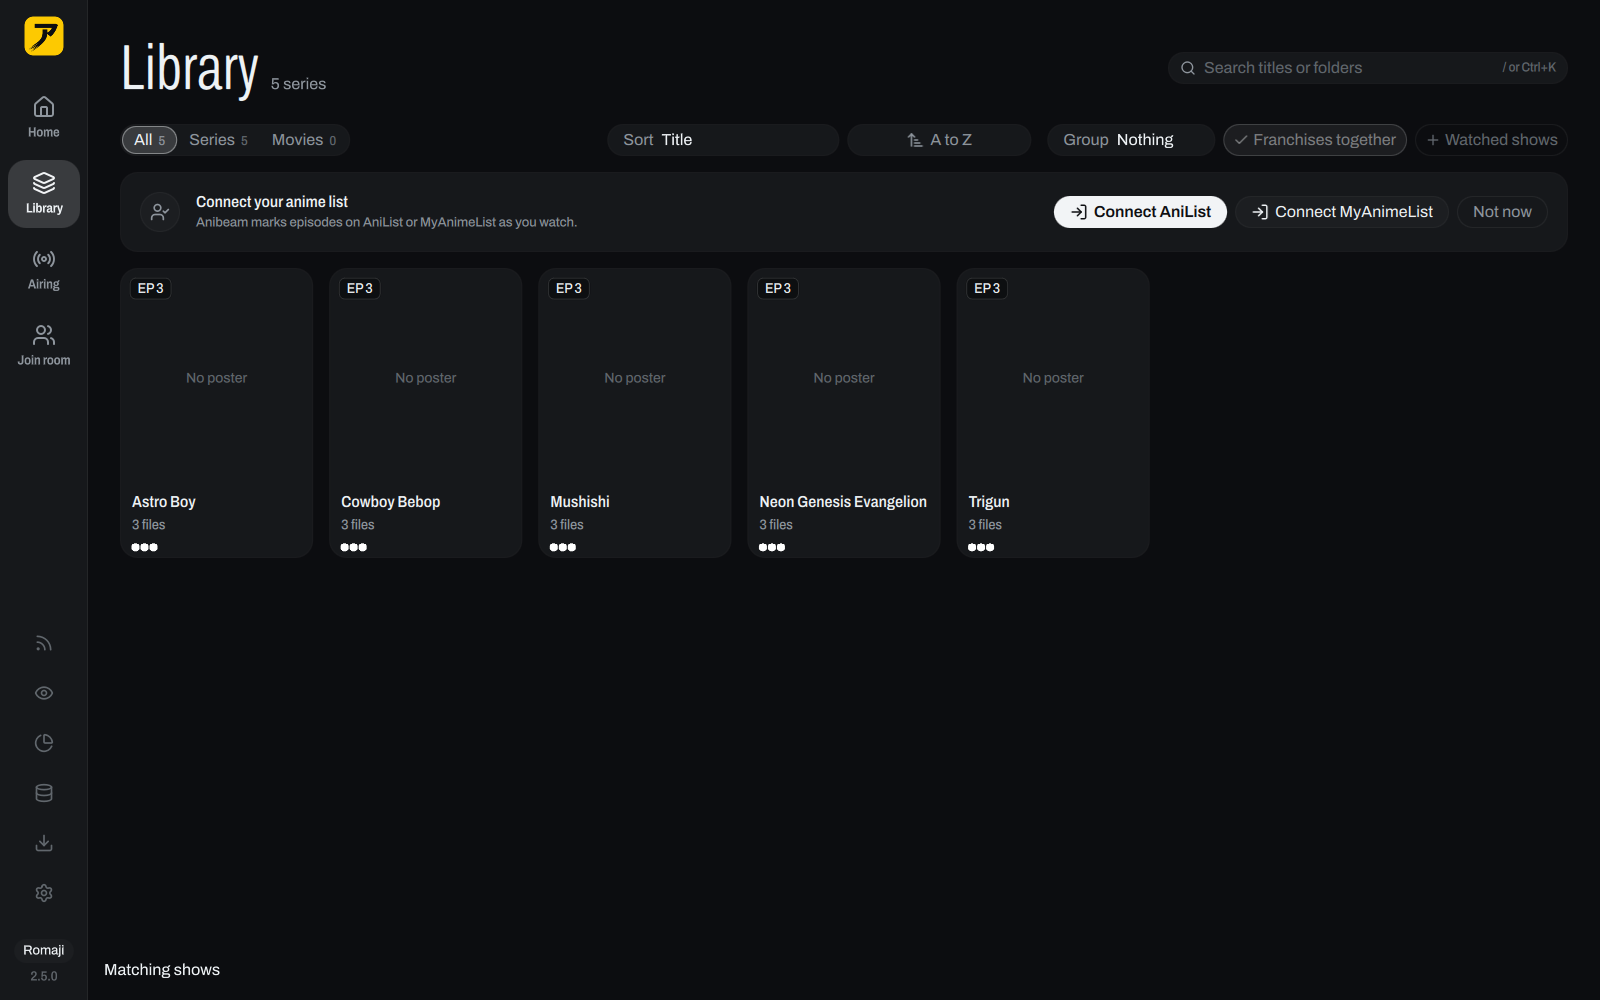 ア
Home
Library
Airing
Join room
Romaji
2.5.0
Library 5 series
Search titles or folders / or Ctrl+K
All 5 Series 5 Movies 0
Sort Title
A to Z
Group Nothing
Franchises together
Watched shows
Connect your anime list
Anibeam marks episodes on AniList or MyAnimeList as you watch.
Connect AniList
Connect MyAnimeList
Not now
EP 3
No poster
Astro Boy
3 files
EP 3
No poster
Cowboy Bebop
3 files
EP 3
No poster
Mushishi
3 files
EP 3
No poster
Neon Genesis Evangelion
3 files
EP 3
No poster
Trigun
3 files
Matching shows